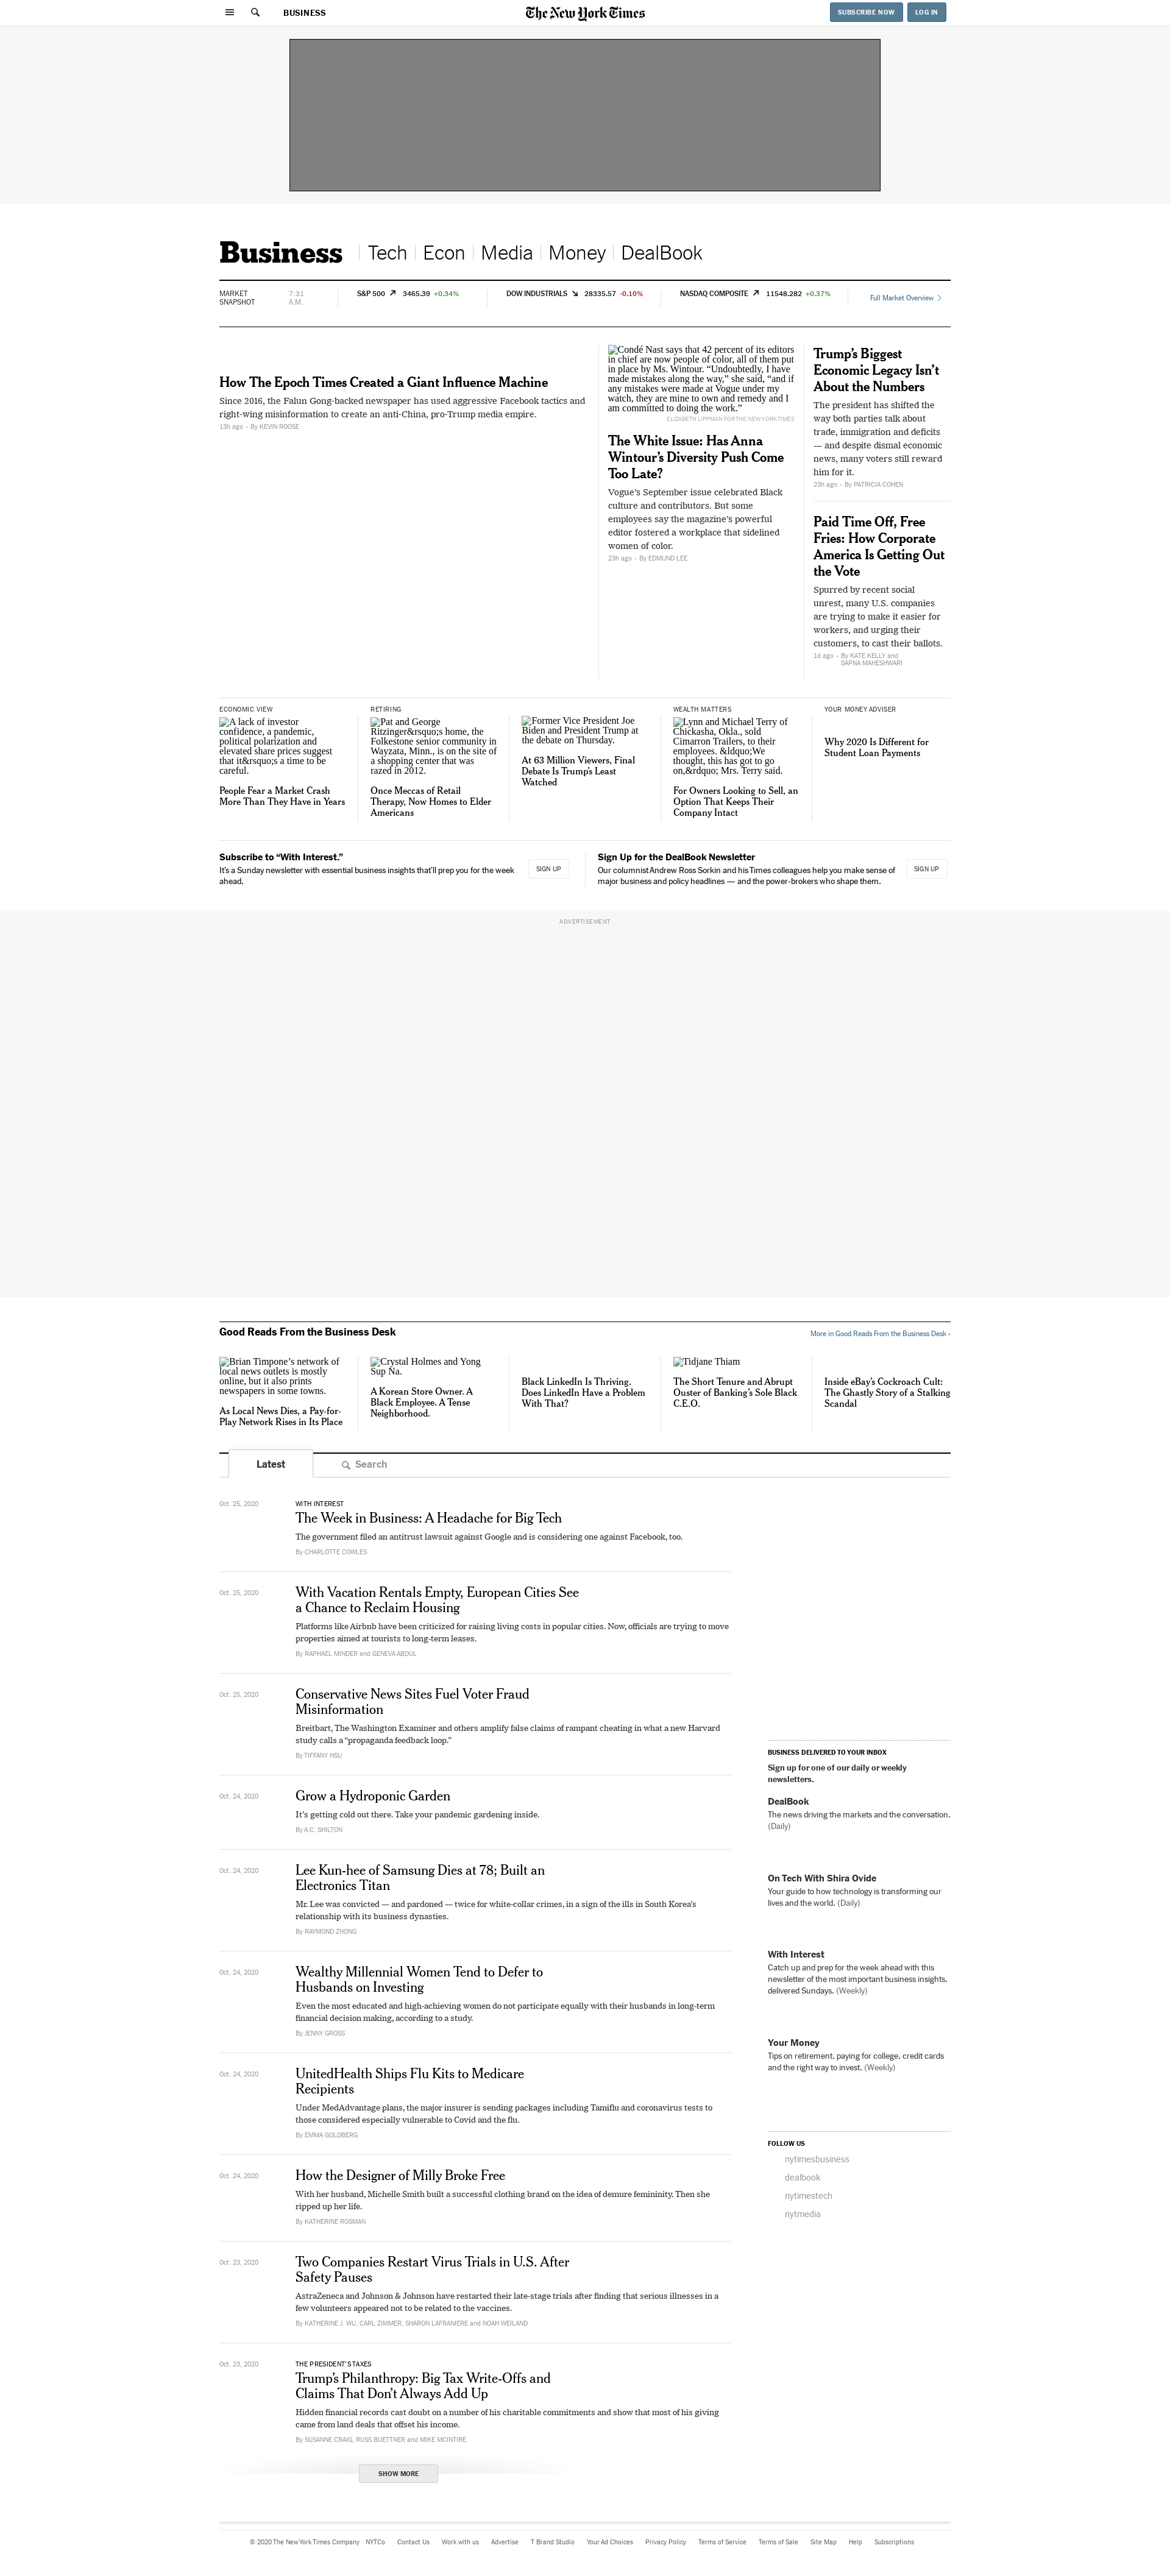 BUSINESS
The New York Times
SUBSCRIBE NOW
LOG IN
Business
Tech
Econ
Media
Money
DealBook
MARKET
SNAPSHOT
7:31
A.M.
S&P 500 3465.39 +0.34%
DOW INDUSTRIALS 28335.57 -0.10%
NASDAQ COMPOSITE 11548.282 +0.37%
Full Market Overview
How The Epoch Times Created a Giant Influence Machine
Since 2016, the Falun Gong-backed newspaper has used aggressive Facebook tactics and
right-wing misinformation to create an anti-China, pro-Trump media empire.
13h ago • By KEVIN ROOSE
Condé Nast says that 42 percent of its editors
in chief are now people of color, all of them put
in place by Ms. Wintour. “Undoubtedly, I have
made mistakes along the way,” she said, “and if
any mistakes were made at Vogue under my
watch, they are mine to own and remedy and I
am committed to doing the work.”
ELIZABETH LIPPMAN FOR THE NEW YORK TIMES
The White Issue: Has Anna
Wintour’s Diversity Push Come
Too Late?
Vogue’s September issue celebrated Black
culture and contributors. But some
employees say the magazine’s powerful
editor fostered a workplace that sidelined
women of color.
23h ago • By EDMUND LEE
Trump’s Biggest
Economic Legacy Isn’t
About the Numbers
The president has shifted the
way both parties talk about
trade, immigration and deficits
— and despite dismal economic
news, many voters still reward
him for it.
23h ago • By PATRICIA COHEN
Paid Time Off, Free
Fries: How Corporate
America Is Getting Out
the Vote
Spurred by recent social
unrest, many U.S. companies
are trying to make it easier for
workers, and urging their
customers, to cast their ballots.
1d ago • By KATE KELLY and
SAPNA MAHESHWARI
ECONOMIC VIEW
A lack of investor
confidence, a pandemic,
political polarization and
elevated share prices suggest
that it&rsquo;s a time to be
careful.
People Fear a Market Crash
More Than They Have in Years
RETIRING
Pat and George
Ritzinger&rsquo;s home, the
Folkestone senior community in
Wayzata, Minn., is on the site of
a shopping center that was
razed in 2012.
Once Meccas of Retail
Therapy, Now Homes to Elder
Americans
Former Vice President Joe
Biden and President Trump at
the debate on Thursday.
At 63 Million Viewers, Final
Debate Is Trump’s Least
Watched
WEALTH MATTERS
Lynn and Michael Terry of
Chickasha, Okla., sold
Cimarron Trailers, to their
employees. &ldquo;We
thought, this has got to go
on,&rdquo; Mrs. Terry said.
For Owners Looking to Sell, an
Option That Keeps Their
Company Intact
YOUR MONEY ADVISER
Why 2020 Is Different for
Student Loan Payments
Subscribe to “With Interest.”
It’s a Sunday newsletter with essential business insights that’ll prep you for the week
ahead.
SIGN UP
Sign Up for the DealBook Newsletter
Our columnist Andrew Ross Sorkin and his Times colleagues help you make sense of
major business and policy headlines — and the power-brokers who shape them.
SIGN UP
ADVERTISEMENT
Good Reads From the Business Desk
More in Good Reads From the Business Desk ›
Brian Timpone’s network of
local news outlets is mostly
online, but it also prints
newspapers in some towns.
As Local News Dies, a Pay-for-
Play Network Rises in Its Place
Crystal Holmes and Yong
Sup Na.
A Korean Store Owner. A
Black Employee. A Tense
Neighborhood.
Black LinkedIn Is Thriving.
Does LinkedIn Have a Problem
With That?
Tidjane Thiam
The Short Tenure and Abrupt
Ouster of Banking’s Sole Black
C.E.O.
Inside eBay’s Cockroach Cult:
The Ghastly Story of a Stalking
Scandal
Latest
Search
Oct. 25, 2020
WITH INTEREST
The Week in Business: A Headache for Big Tech
The government filed an antitrust lawsuit against Google and is considering one against Facebook, too.
By CHARLOTTE COWLES
Oct. 25, 2020
With Vacation Rentals Empty, European Cities See
a Chance to Reclaim Housing
Platforms like Airbnb have been criticized for raising living costs in popular cities. Now, officials are trying to move
properties aimed at tourists to long-term leases.
By RAPHAEL MINDER and GENEVA ABDUL
Oct. 25, 2020
Conservative News Sites Fuel Voter Fraud
Misinformation
Breitbart, The Washington Examiner and others amplify false claims of rampant cheating in what a new Harvard
study calls a “propaganda feedback loop.”
By TIFFANY HSU
Oct. 24, 2020
Grow a Hydroponic Garden
It’s getting cold out there. Take your pandemic gardening inside.
By A.C. SHILTON
Oct. 24, 2020
Lee Kun-hee of Samsung Dies at 78; Built an
Electronics Titan
Mr. Lee was convicted — and pardoned — twice for white-collar crimes, in a sign of the ills in South Korea’s
relationship with its business dynasties.
By RAYMOND ZHONG
Oct. 24, 2020
Wealthy Millennial Women Tend to Defer to
Husbands on Investing
Even the most educated and high-achieving women do not participate equally with their husbands in long-term
financial decision making, according to a study.
By JENNY GROSS
Oct. 24, 2020
UnitedHealth Ships Flu Kits to Medicare
Recipients
Under MedAdvantage plans, the major insurer is sending packages including Tamiflu and coronavirus tests to
those considered especially vulnerable to Covid and the flu.
By EMMA GOLDBERG
Oct. 24, 2020
How the Designer of Milly Broke Free
With her husband, Michelle Smith built a successful clothing brand on the idea of demure femininity. Then she
ripped up her life.
By KATHERINE ROSMAN
Oct. 23, 2020
Two Companies Restart Virus Trials in U.S. After
Safety Pauses
AstraZeneca and Johnson & Johnson have restarted their late-stage trials after finding that serious illnesses in a
few volunteers appeared not to be related to the vaccines.
By KATHERINE J. WU, CARL ZIMMER, SHARON LAFRANIERE and NOAH WEILAND
Oct. 23, 2020
THE PRESIDENT’S TAXES
Trump’s Philanthropy: Big Tax Write-Offs and
Claims That Don’t Always Add Up
Hidden financial records cast doubt on a number of his charitable commitments and show that most of his giving
came from land deals that offset his income.
By SUSANNE CRAIG, RUSS BUETTNER and MIKE MCINTIRE
SHOW MORE
BUSINESS DELIVERED TO YOUR INBOX
Sign up for one of our daily or weekly
newsletters.
DealBook
The news driving the markets and the conversation.
(Daily)
On Tech With Shira Ovide
Your guide to how technology is transforming our
lives and the world. (Daily)
With Interest
Catch up and prep for the week ahead with this
newsletter of the most important business insights,
delivered Sundays. (Weekly)
Your Money
Tips on retirement, paying for college, credit cards
and the right way to invest. (Weekly)
FOLLOW US
nytimesbusiness
dealbook
nytimestech
nytmedia
© 2020 The New York Times Company NYTCo Contact Us Work with us Advertise T Brand Studio Your Ad Choices Privacy Policy Terms of Service Terms of Sale Site Map Help Subscriptions